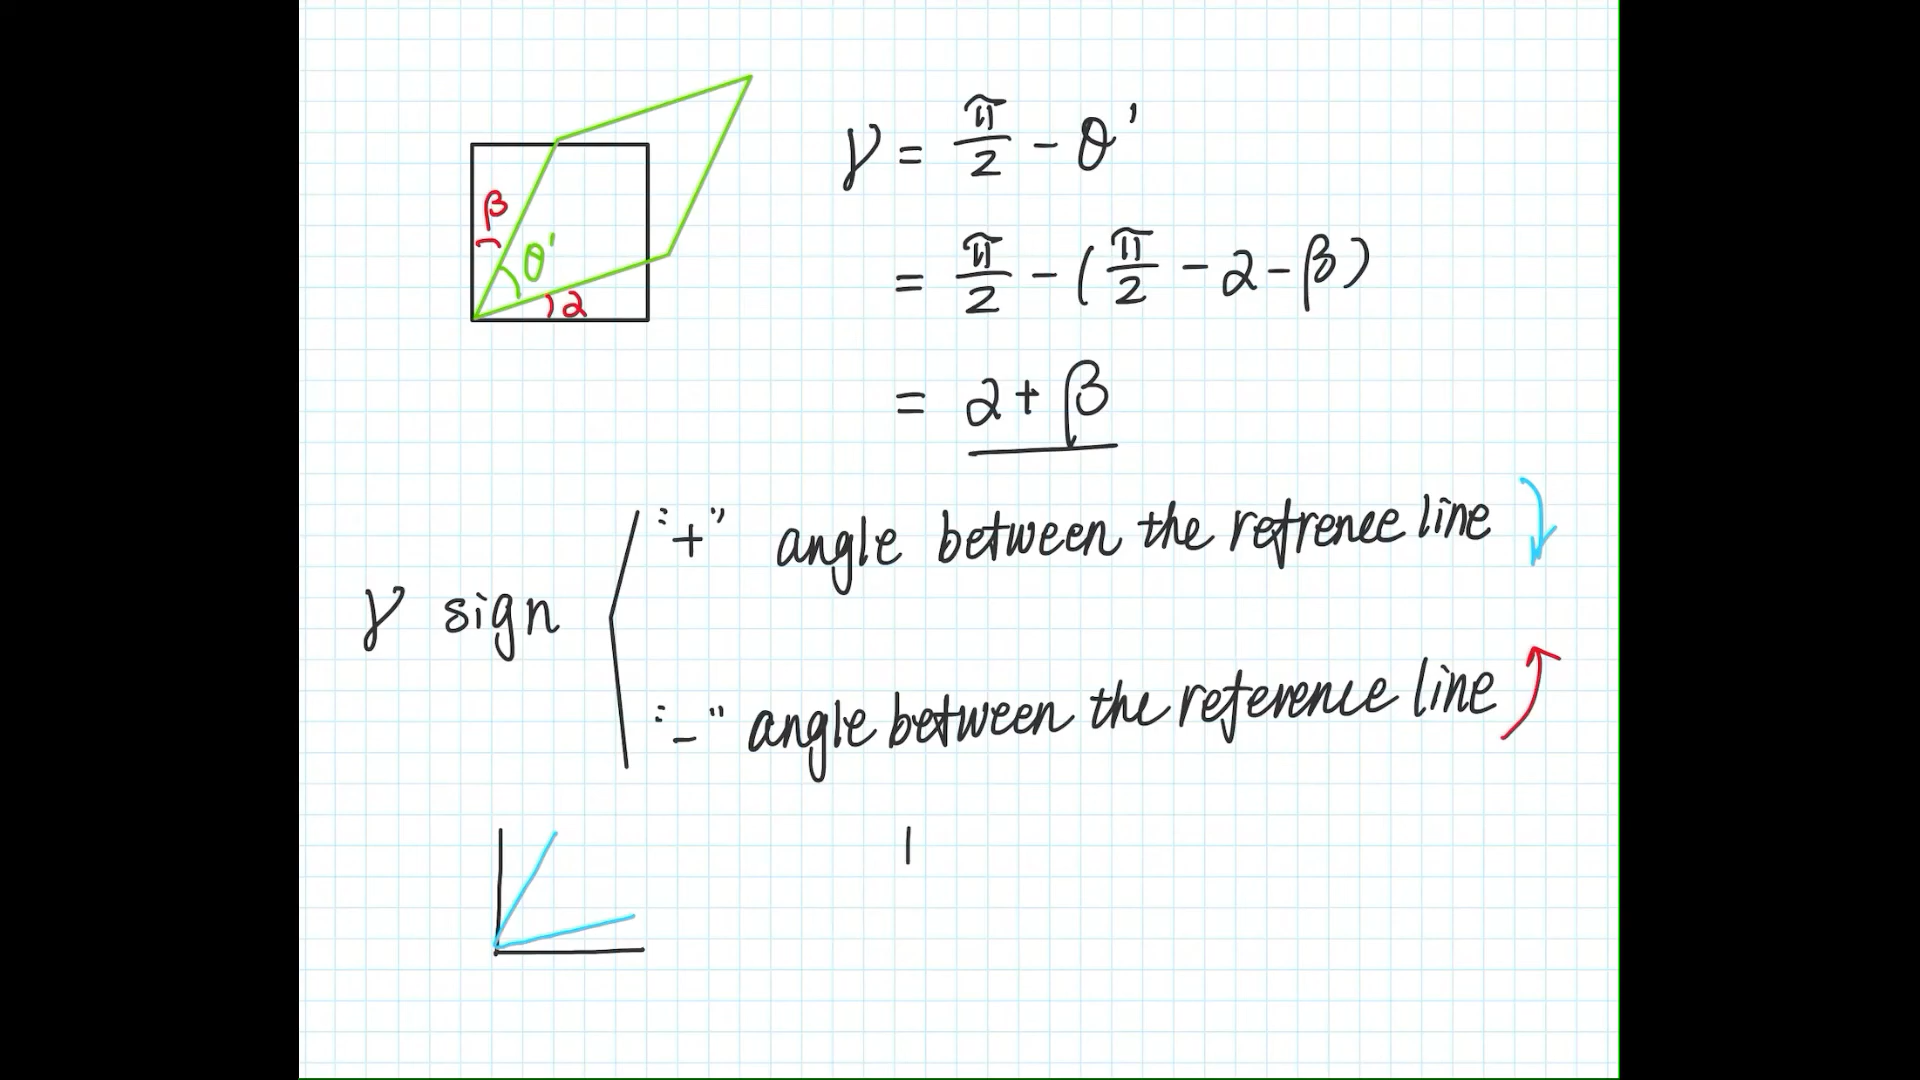 γ = π/2 - θ'
β
= π/2 - (π/2 - α - β)
θ'
α
= α + β
"+" angle between the refrence line
γ sign
"-" angle between the reference line